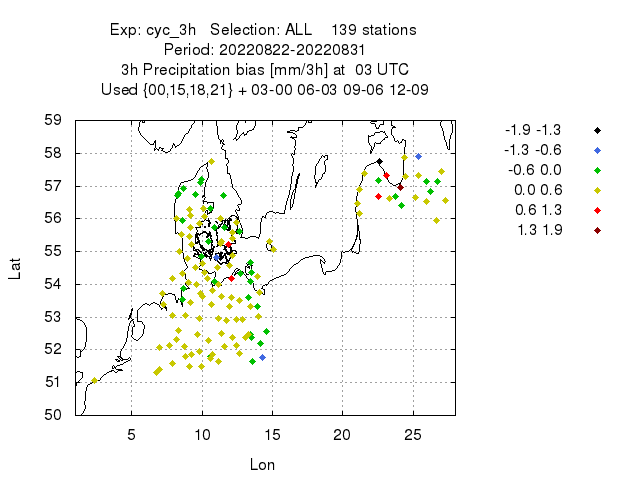 Exp: cyc_3h   Selection: ALL    139 stations
Period: 20220822-20220831
3h Precipitation bias [mm/3h] at  03 UTC
Used {00,15,18,21} + 03-00 06-03 09-06 12-09
59
58
57
56
55
54
53
52
51
50
Lat
5 10 15 20 25
Lon
-1.9 -1.3
-1.3 -0.6
-0.6 0.0
0.0 0.6
0.6 1.3
1.3 1.9